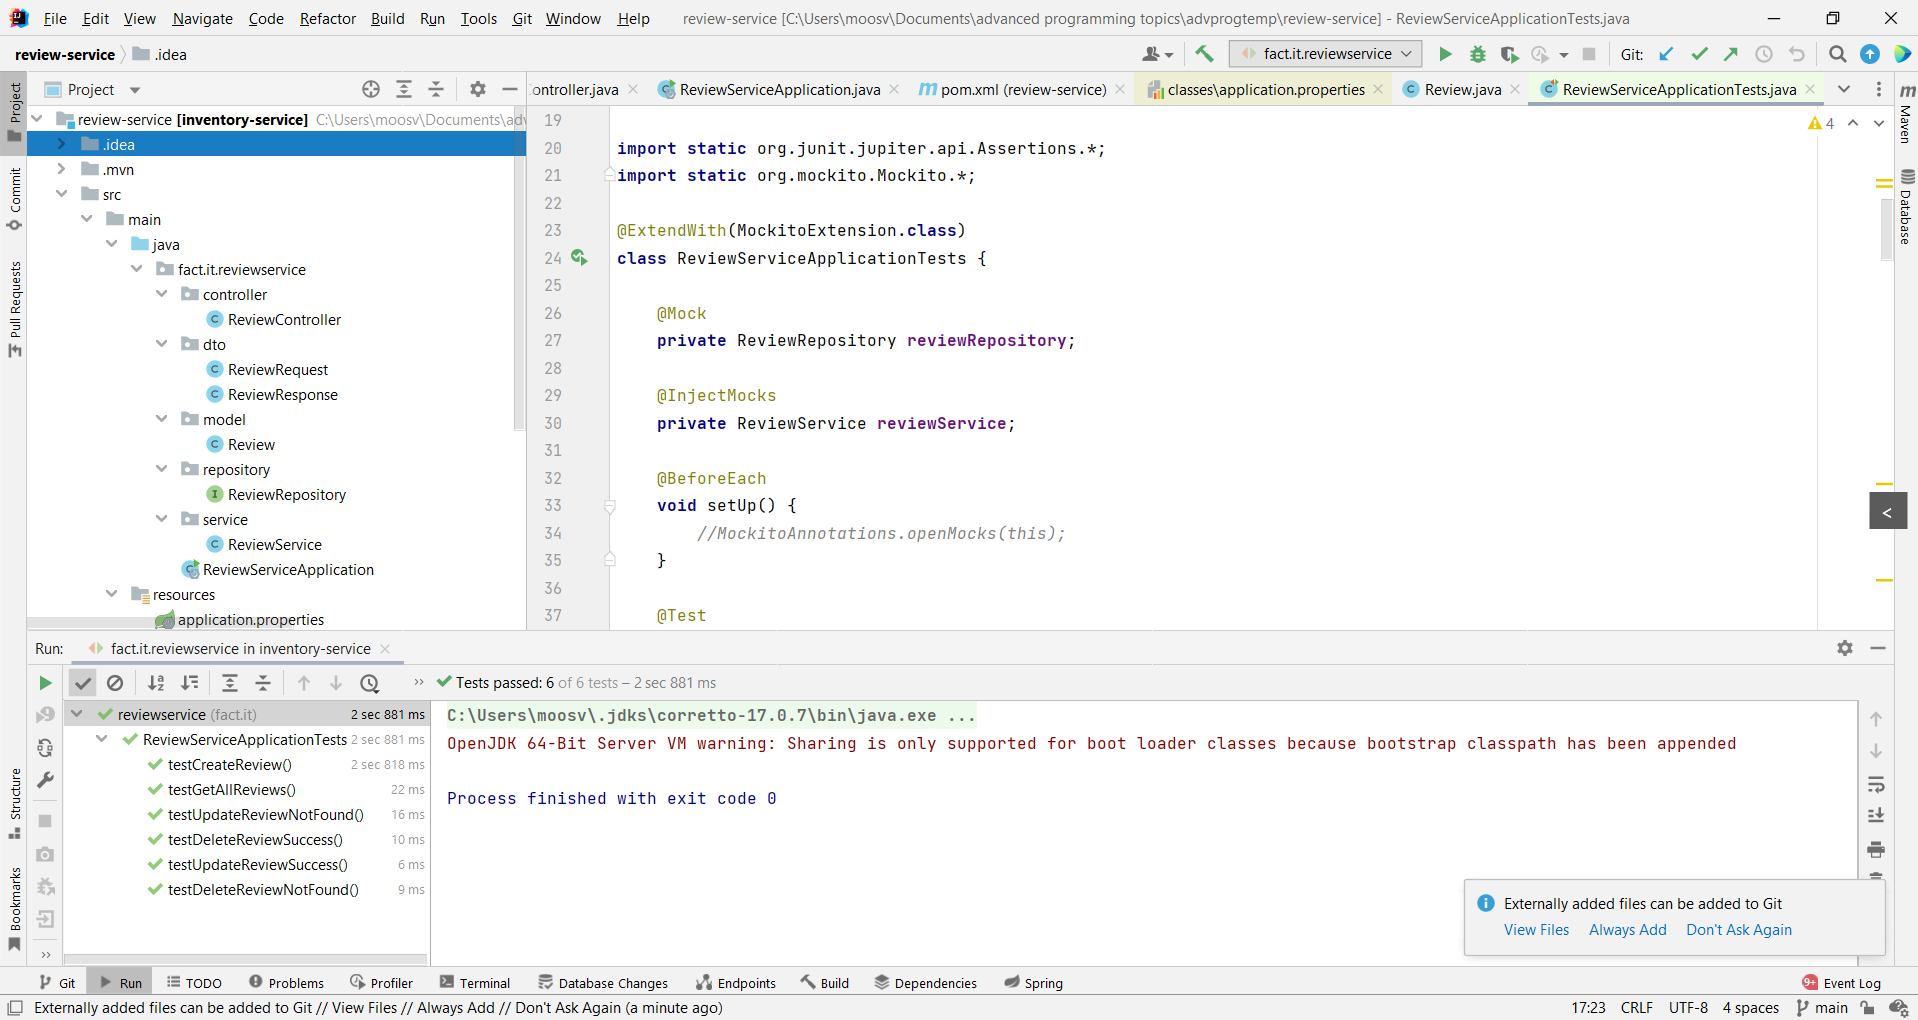 File Edit View Navigate Code Refactor Build Run Tools Git Window Help review-service [C:\Users\moosv\Documents\advanced programming topics\advprogtemp\review-service] - ReviewServiceApplicationTests.java
review-service .idea fact.it.reviewservice Git:
Project
ontroller.java ReviewServiceApplication.java pom.xml (review-service) classes\application.properties Review.java ReviewServiceApplicationTests.java
review-service [inventory-service] C:\Users\moosv\Documents\adv
.idea
.mvn
src
main
java
fact.it.reviewservice
controller
ReviewController
dto
ReviewRequest
ReviewResponse
model
Review
repository
ReviewRepository
service
ReviewService
ReviewServiceApplication
resources
application.properties
4
19
20 import static org.junit.jupiter.api.Assertions.*;
21 import static org.mockito.Mockito.*;
22
23 @ExtendWith(MockitoExtension.class)
24 class ReviewServiceApplicationTests {
25
26 @Mock
27 private ReviewRepository reviewRepository;
28
29 @InjectMocks
30 private ReviewService reviewService;
31
32 @BeforeEach
33 void setUp() {
34 //MockitoAnnotations.openMocks(this);
35 }
36
37 @Test
<
Project
Commit
Pull Requests
Structure
Bookmarks
Maven
Database
Run: fact.it.reviewservice in inventory-service
Tests passed: 6 of 6 tests – 2 sec 881 ms
reviewservice (fact.it) 2 sec 881 ms
ReviewServiceApplicationTests 2 sec 881 ms
testCreateReview() 2 sec 818 ms
testGetAllReviews() 22 ms
testUpdateReviewNotFound() 16 ms
testDeleteReviewSuccess() 10 ms
testUpdateReviewSuccess() 6 ms
testDeleteReviewNotFound() 9 ms
C:\Users\moosv\.jdks\corretto-17.0.7\bin\java.exe ...
OpenJDK 64-Bit Server VM warning: Sharing is only supported for boot loader classes because bootstrap classpath has been appended
Process finished with exit code 0
Externally added files can be added to Git
View Files Always Add Don't Ask Again
Git Run TODO Problems Profiler Terminal Database Changes Endpoints Build Dependencies Spring 9+ Event Log
Externally added files can be added to Git // View Files // Always Add // Don't Ask Again (a minute ago) 17:23 CRLF UTF-8 4 spaces main